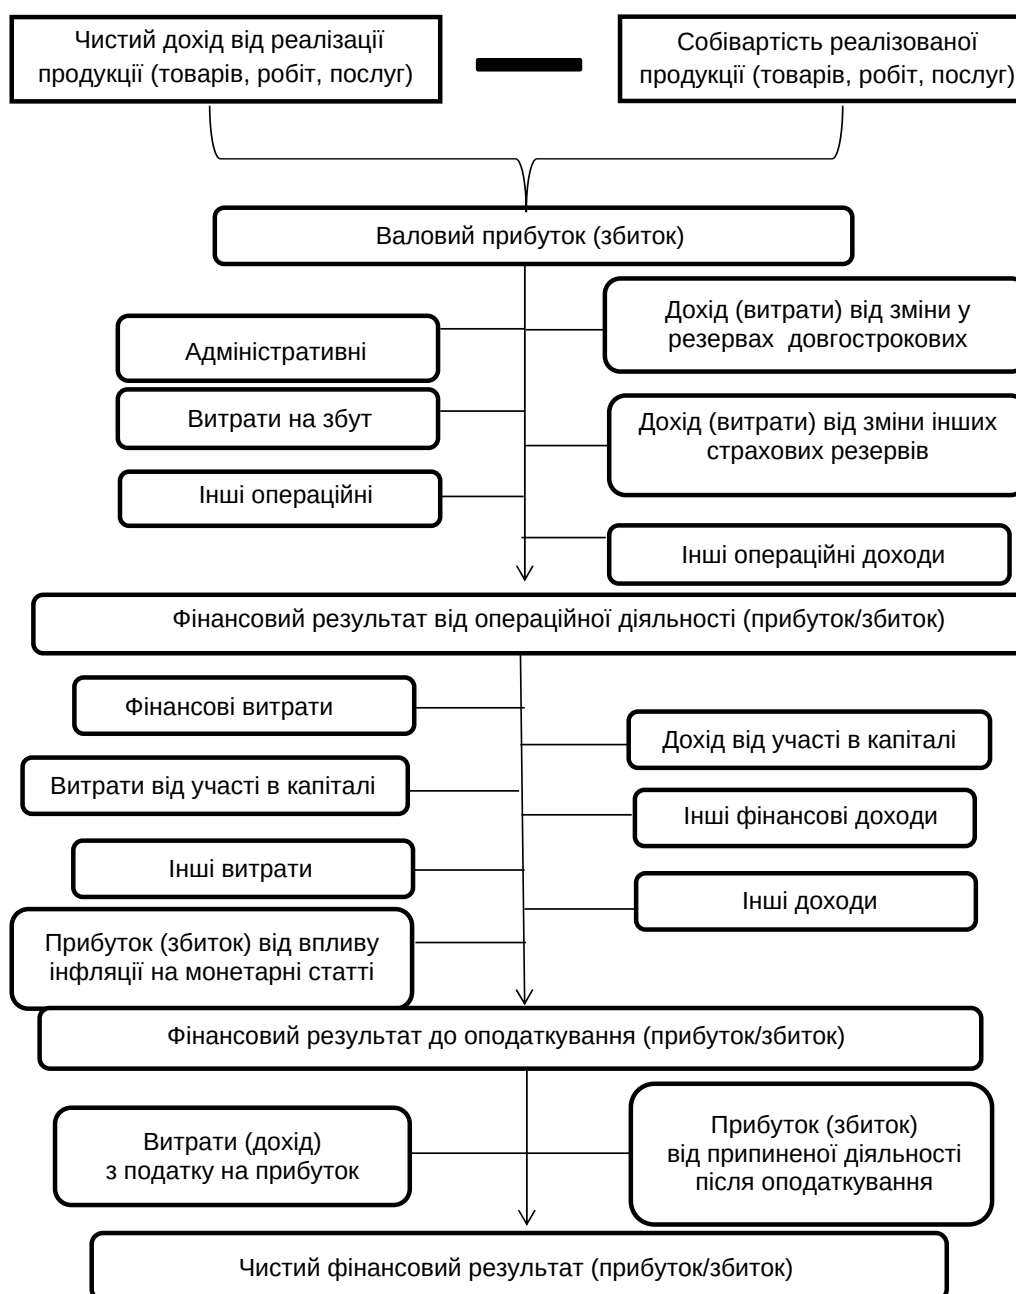 Чистий дохід від реалізації
продукції (товарів, робіт, послуг)
Собівартість реалізованої
продукції (товарів, робіт, послуг)
Валовий прибуток (збиток)
Адміністративні
Дохід (витрати) від зміни у
резервах довгострокових
Витрати на збут
Дохід (витрати) від зміни інших
страхових резервів
Інші операційні
Інші операційні доходи
Фінансовий результат від операційної діяльності (прибуток/збиток)
Фінансові витрати
Дохід від участі в капіталі
Витрати від участі в капіталі
Інші фінансові доходи
Інші витрати
Інші доходи
Прибуток (збиток) від впливу
інфляції на монетарні статті
Фінансовий результат до оподаткування (прибуток/збиток)
Витрати (дохід)
з податку на прибуток
Прибуток (збиток)
від припиненої діяльності
після оподаткування
Чистий фінансовий результат (прибуток/збиток)